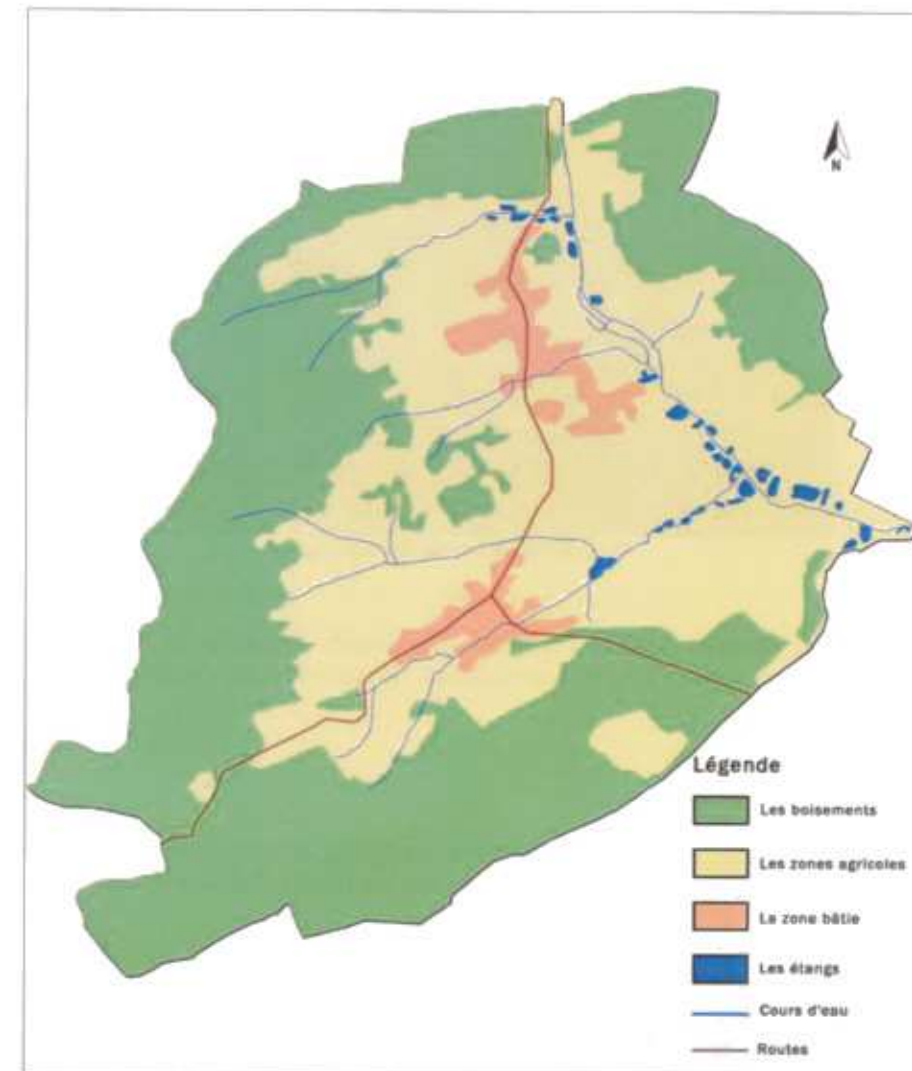 N
Légende
Les boisements
Les zones agricoles
La zone bâtie
Les étangs
Cours d'eau
Routes